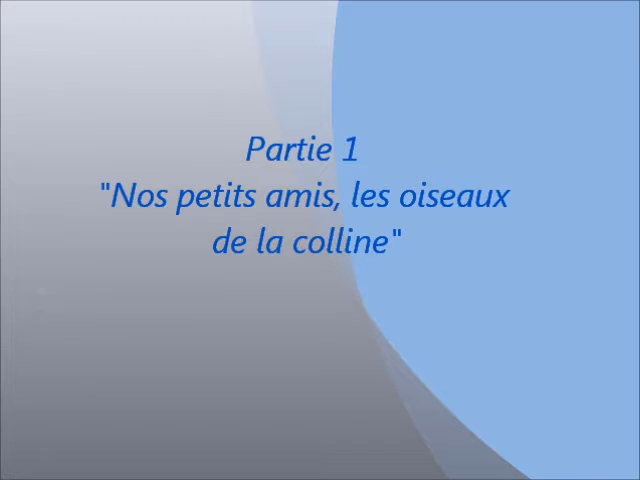 Partie 1
"Nos petits amis, les oiseaux
de la colline"